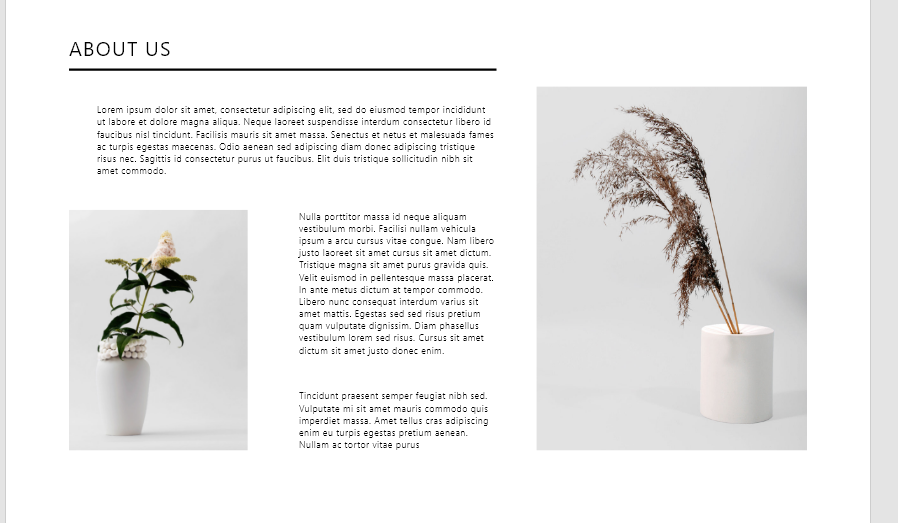 ABOUT US
Lorem ipsum dolor sit amet, consectetur adipiscing elit, sed do eiusmod tempor incididunt
ut labore et dolore magna aliqua. Neque laoreet suspendisse interdum consectetur libero id
faucibus nisl tincidunt. Facilisis mauris sit amet massa. Senectus et netus et malesuada fames
ac turpis egestas maecenas. Odio aenean sed adipiscing diam donec adipiscing tristique
risus nec. Sagittis id consectetur purus ut faucibus. Elit duis tristique sollicitudin nibh sit
amet commodo.
Nulla porttitor massa id neque aliquam
vestibulum morbi. Facilisi nullam vehicula
ipsum a arcu cursus vitae congue. Nam libero
justo laoreet sit amet cursus sit amet dictum.
Tristique magna sit amet purus gravida quis.
Velit euismod in pellentesque massa placerat.
In ante metus dictum at tempor commodo.
Libero nunc consequat interdum varius sit
amet mattis. Egestas sed sed risus pretium
quam vulputate dignissim. Diam phasellus
vestibulum lorem sed risus. Cursus sit amet
dictum sit amet justo donec enim.
Tincidunt praesent semper feugiat nibh sed.
Vulputate mi sit amet mauris commodo quis
imperdiet massa. Amet tellus cras adipiscing
enim eu turpis egestas pretium aenean.
Nullam ac tortor vitae purus